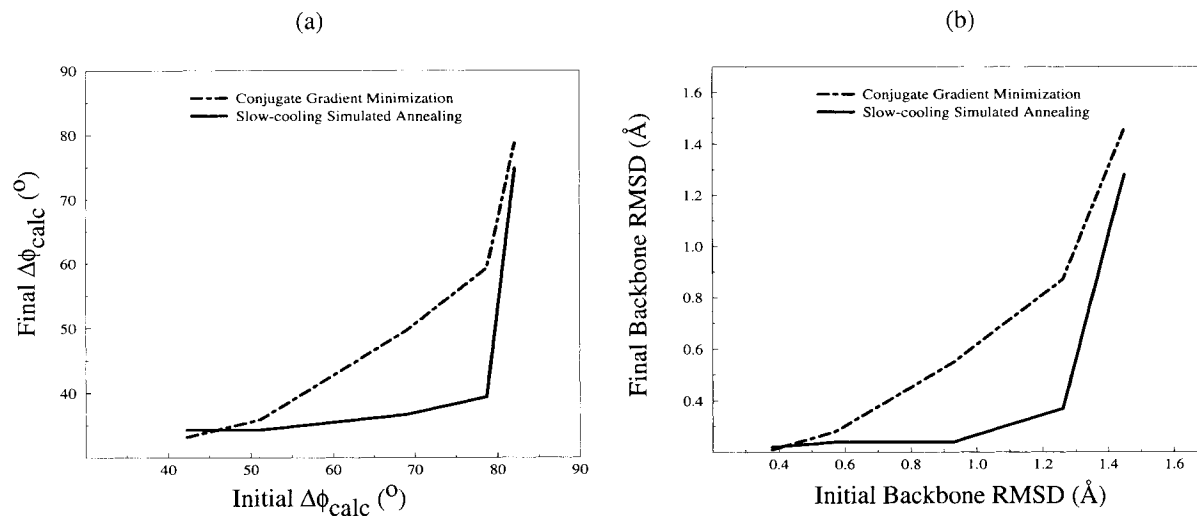 (a)
90
80
70
60
50
40
40
50
60
70
80
90
Conjugate Gradient Minimization
Slow-cooling Simulated Annealing
Final Δϕcalc (°)
Initial Δϕcalc (°)
(b)
1.6
1.4
1.2
1.0
0.8
0.6
0.4
0.4
0.6
0.8
1.0
1.2
1.4
1.6
Conjugate Gradient Minimization
Slow-cooling Simulated Annealing
Final Backbone RMSD (Å)
Initial Backbone RMSD (Å)